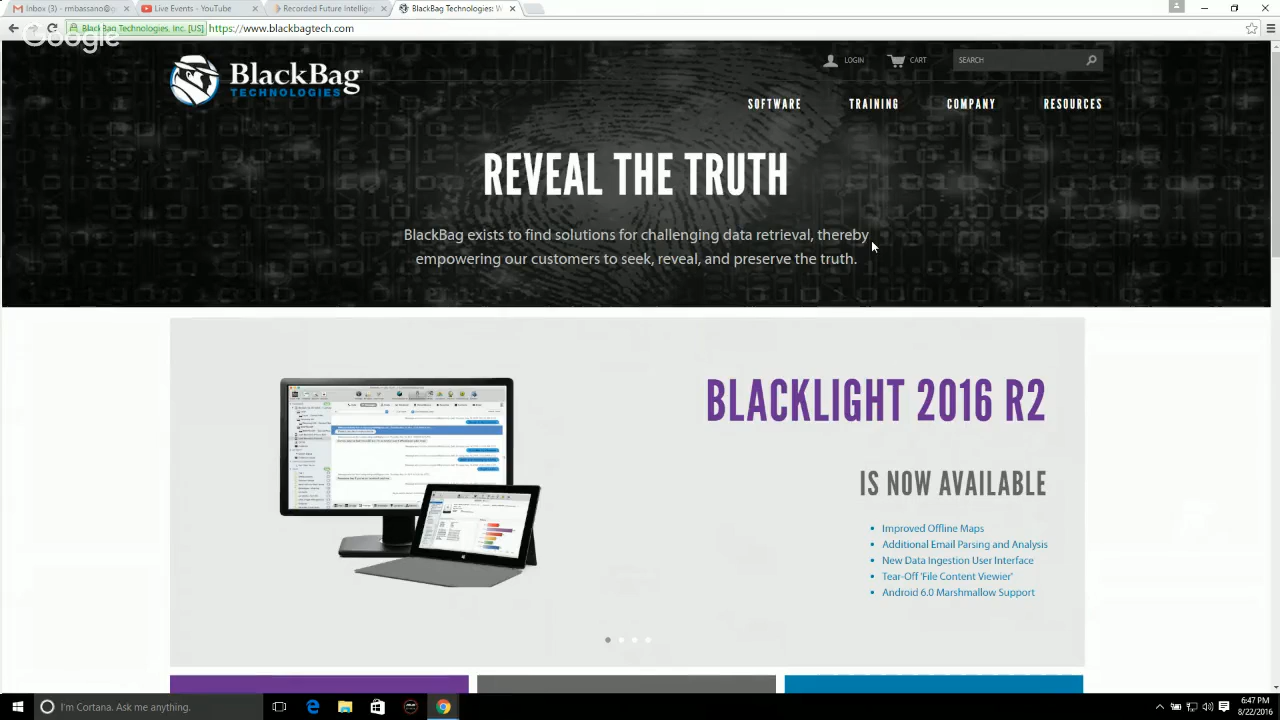 Inbox (3) - rmbassano@
Live Events - YouTube
Recorded Future Intellige
BlackBag Technologies: W
BlackBag Technologies, Inc. [US]
https://www.blackbagtech.com
Google
BlackBag
TECHNOLOGIES
LOGIN
CART
SEARCH
SOFTWARE
TRAINING
COMPANY
RESOURCES
REVEAL THE TRUTH
BlackBag exists to find solutions for challenging data retrieval, thereby
empowering our customers to seek, reveal, and preserve the truth.
BLACKLIGHT 2016 R2
IS NOW AVAILABLE
Improved Offline Maps
Additional Email Parsing and Analysis
New Data Ingestion User Interface
Tear-Off 'File Content Viewier'
Android 6.0 Marshmallow Support
I'm Cortana. Ask me anything.
6:47 PM
8/22/2016